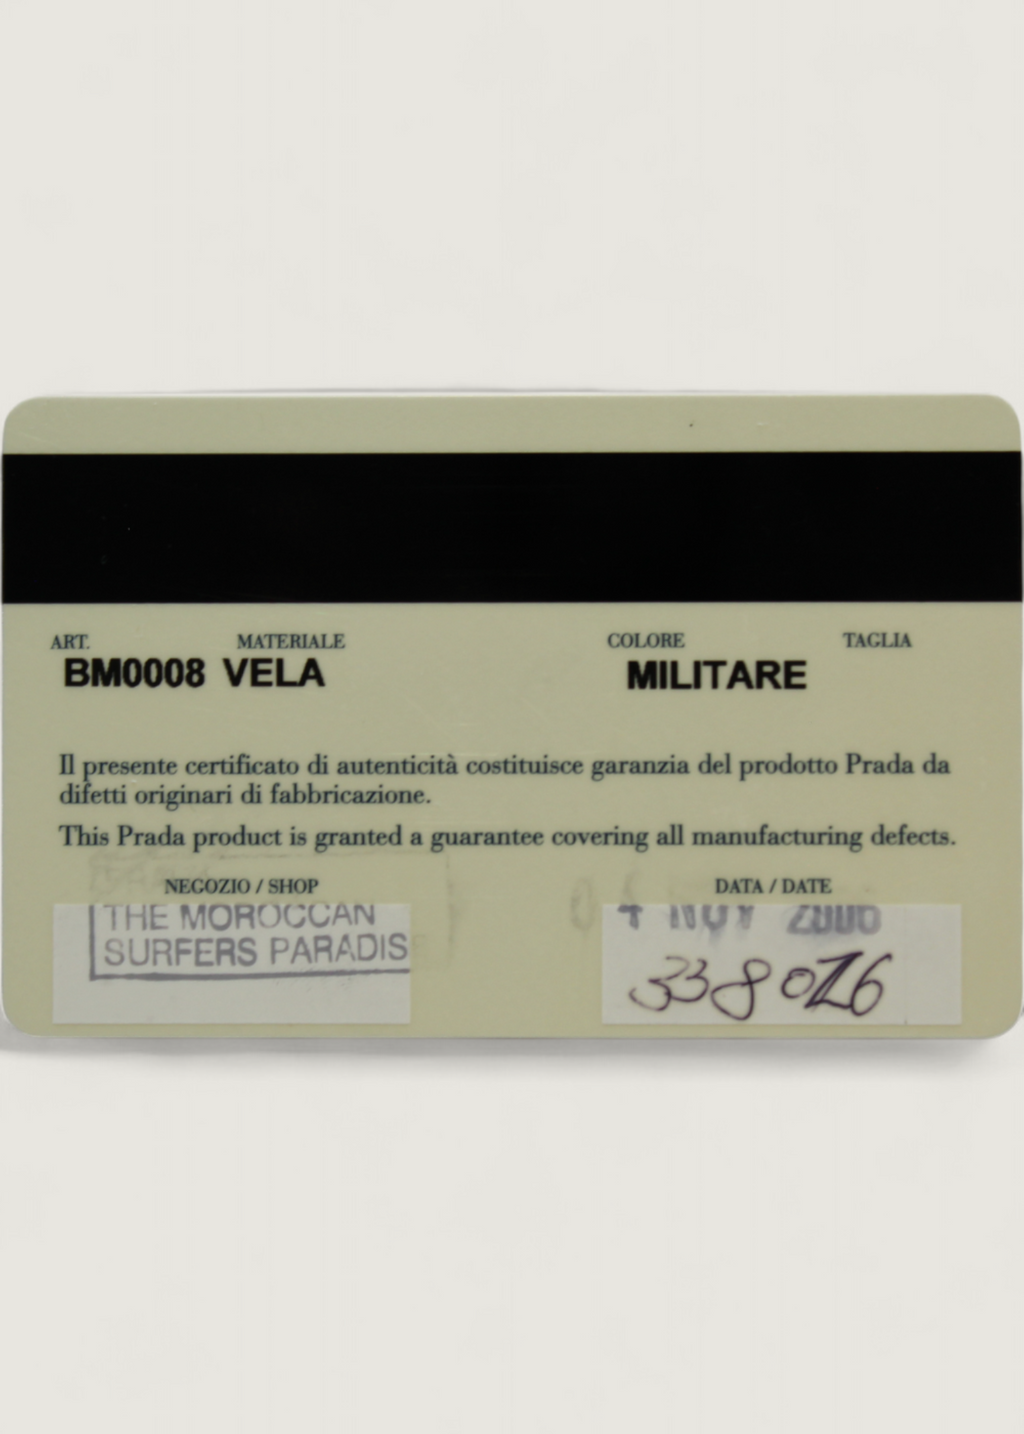 ART. MATERIALE COLORE TAGLIA
BM0008 VELA MILITARE
Il presente certificato di autenticità costituisce garanzia del prodotto Prada da
difetti originari di fabbricazione.
This Prada product is granted a guarantee covering all manufacturing defects.
NEGOZIO / SHOP DATA / DATE
THE MOROCCAN 04 NOV 2006
SURFERS PARADIS
338016